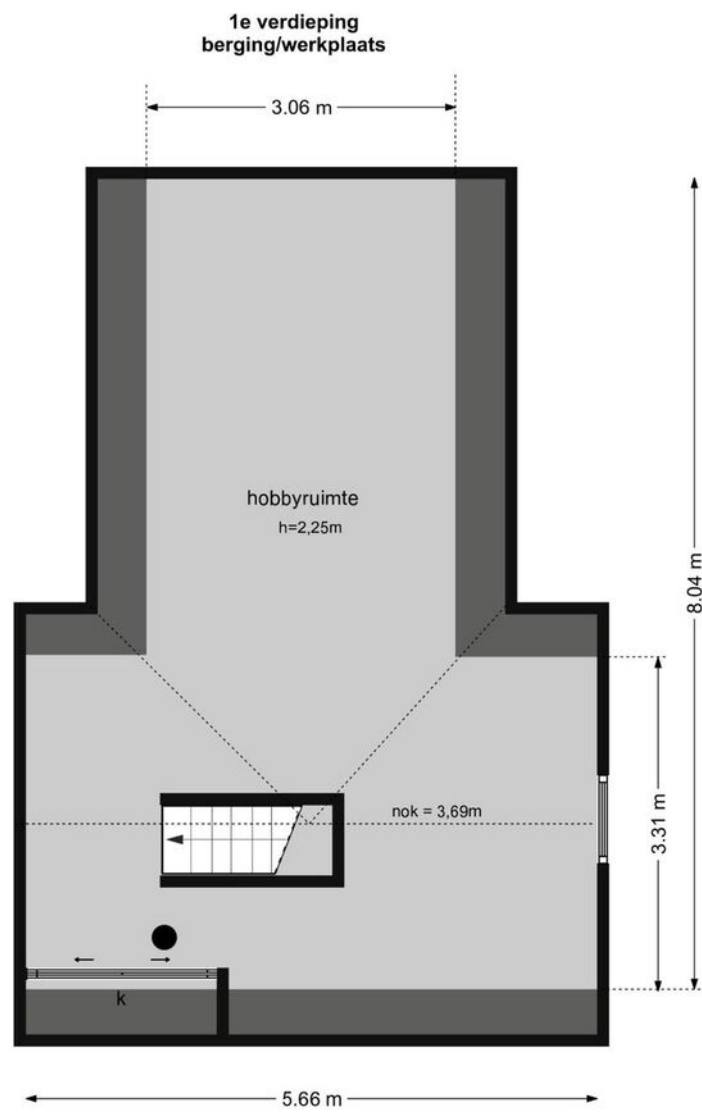 1e verdieping
berging/werkplaats
3.06 m
hobbyruimte
h=2,25m
8.04 m
nok = 3,69m
3.31 m
k
5.66 m